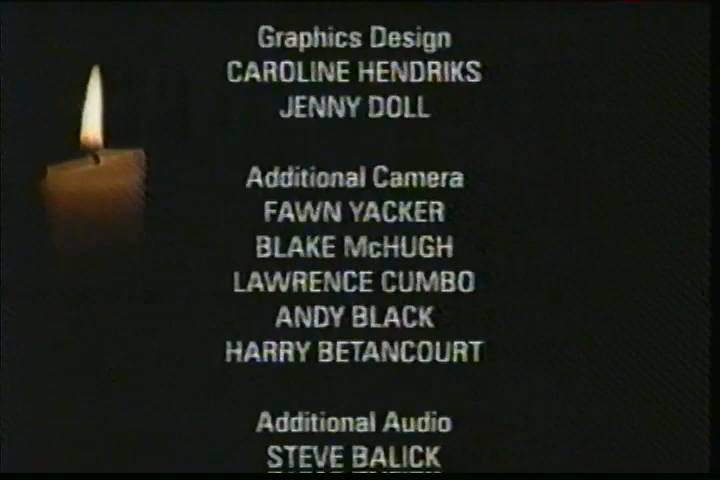 Graphics Design
CAROLINE HENDRIKS
JENNY DOLL
Additional Camera
FAWN YACKER
BLAKE McHUGH
LAWRENCE CUMBO
ANDY BLACK
HARRY BETANCOURT
Additional Audio
STEVE BALICK